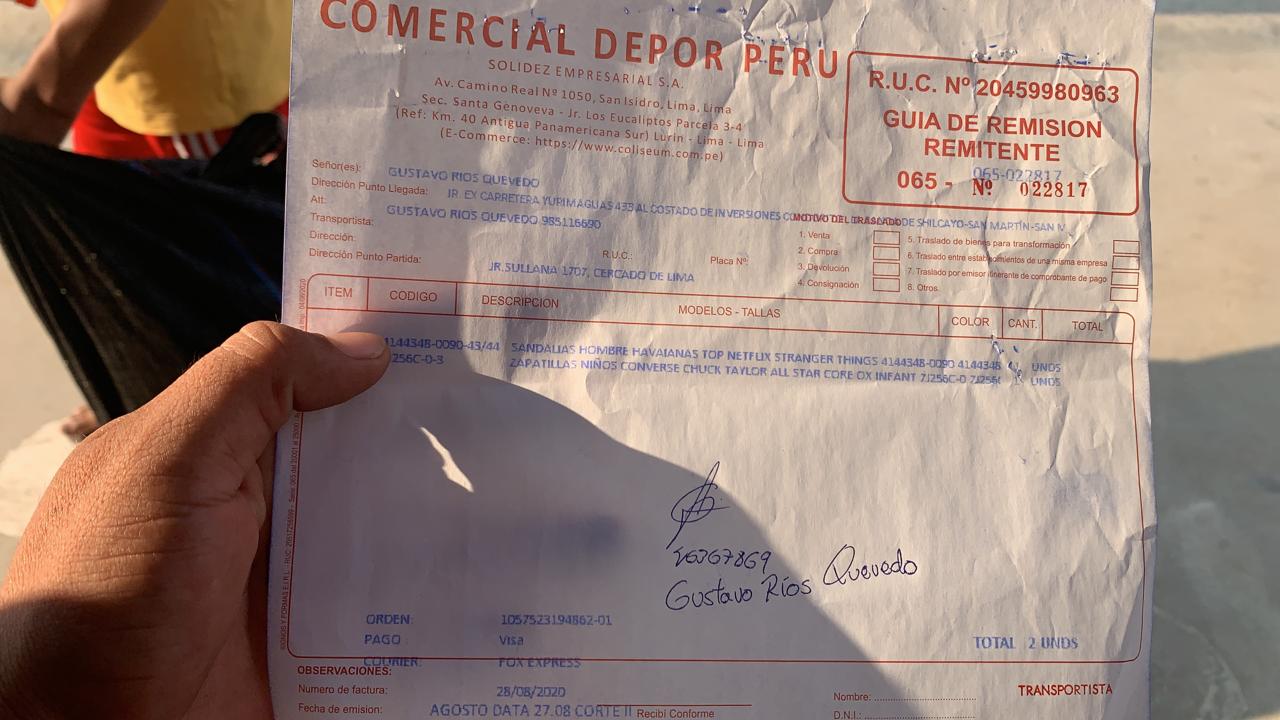 COMERCIAL DEPOR PERU
SOLIDEZ EMPRESARIAL S.A.
Av. Camino Real Nº 1050, San Isidro, Lima, Lima
Sec. Santa Genoveva - Jr. Los Eucaliptos Parcela 3-4
(Ref: Km. 40 Antigua Panamericana Sur) Lurin - Lima - Lima
(E-Commerce: https://www.coliseum.com.pe)
R.U.C. Nº 20459980963
GUIA DE REMISION
REMITENTE
065-022817
065 - Nº 022817
Señor(es): GUSTAVO RIOS QUEVEDO
Dirección Punto Llegada: JR. EX CARRETERA YURIMAGUAS 433 AL COSTADO DE INVERSIONES DE SHILCAYO-SAN MARTÍN-SAN
Att: GUSTAVO RIOS QUEVEDO 985116690
MOTIVO DEL TRASLADO
Transportista:
Dirección: R.U.C.: Placa Nº:
Dirección Punto Partida: JR.SULLANA 1707, CERCADO DE LIMA
1. Venta
2. Compra
3. Devolución
4. Consignación
5. Traslado de bienes para transformación
6. Traslado entre establecimientos de una misma empresa
7. Traslado por emisor itinerante de comprobante de pago
8. Otros
ITEM CODIGO DESCRIPCION MODELOS - TALLAS COLOR CANT. TOTAL
4144348-0090-43/44 SANDALIAS HOMBRE HAVAIANAS TOP NETFLIX STRANGER THINGS 4144348-0090 4144348 UNDS
256C-0-3 ZAPATILLAS NIÑOS CONVERSE CHUCK TAYLOR ALL STAR CORE OX INFANT 7J256C-0 7J256C UNDS
Gustavo Ríos Quevedo
ORDEN: 1057523194862-01
PAGO : Visa
TOTAL 2 UNDS
COURIER: FOX EXPRESS
OBSERVACIONES:
Numero de factura: 28/08/2020
Fecha de emisión: AGOSTO DATA 27.08 CORTE II
Recibí Conforme
TRANSPORTISTA
Nombre:
D.N.I.: